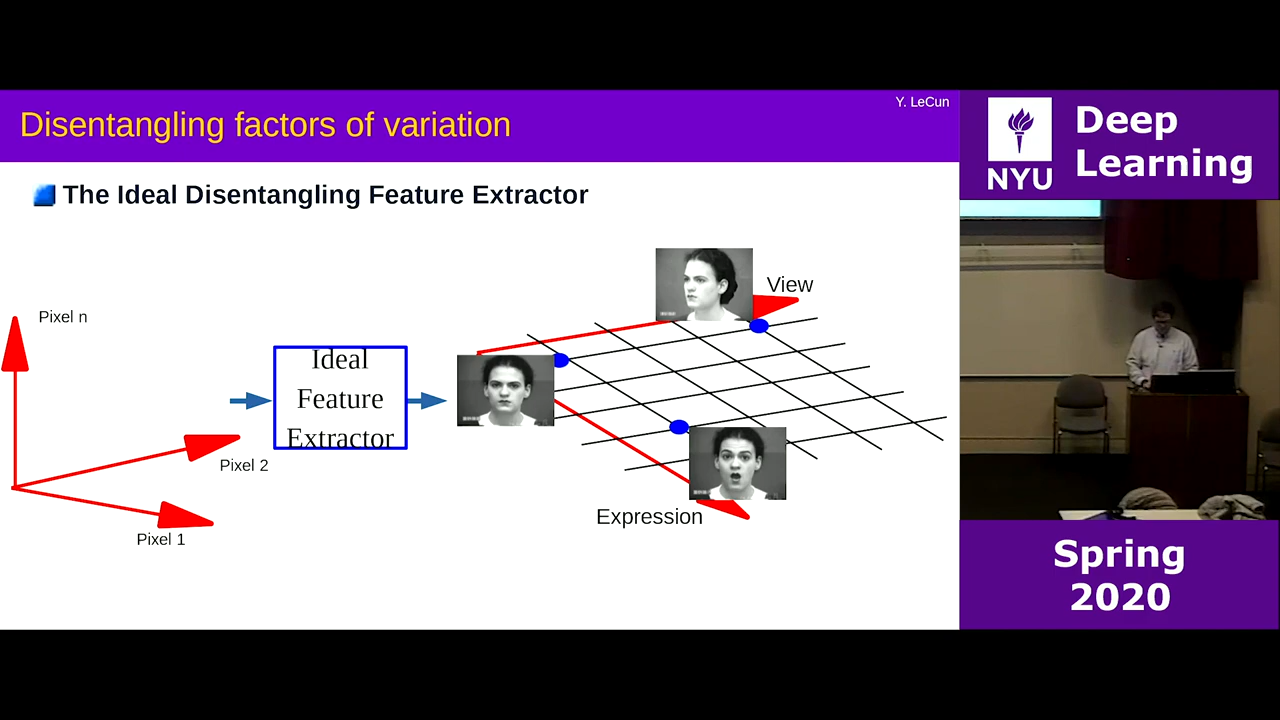 Y. LeCun
Disentangling factors of variation
The Ideal Disentangling Feature Extractor
Pixel n
Pixel 2
Pixel 1
Ideal
Feature
Extractor
View
Expression
NYU
Deep
Learning
Spring
2020